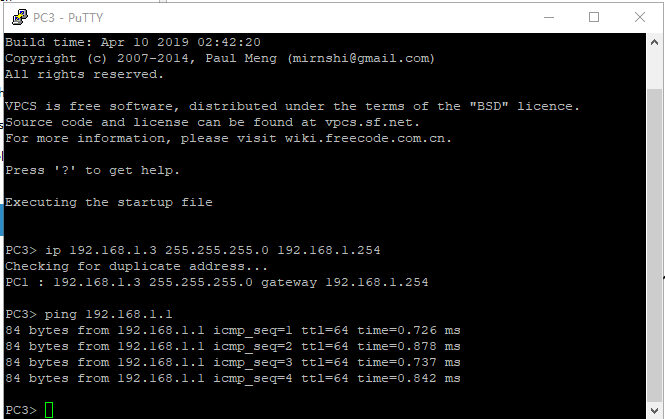 PC3 - PuTTY
Build time: Apr 10 2019 02:42:20
Copyright (c) 2007-2014, Paul Meng (mirnshi@gmail.com)
All rights reserved.
VPCS is free software, distributed under the terms of the "BSD" licence.
Source code and license can be found at vpcs.sf.net.
For more information, please visit wiki.freecode.com.cn.
Press '?' to get help.
Executing the startup file
PC3> ip 192.168.1.3 255.255.255.0 192.168.1.254
Checking for duplicate address...
PC1 : 192.168.1.3 255.255.255.0 gateway 192.168.1.254
PC3> ping 192.168.1.1
84 bytes from 192.168.1.1 icmp_seq=1 ttl=64 time=0.726 ms
84 bytes from 192.168.1.1 icmp_seq=2 ttl=64 time=0.878 ms
84 bytes from 192.168.1.1 icmp_seq=3 ttl=64 time=0.737 ms
84 bytes from 192.168.1.1 icmp_seq=4 ttl=64 time=0.842 ms
PC3>